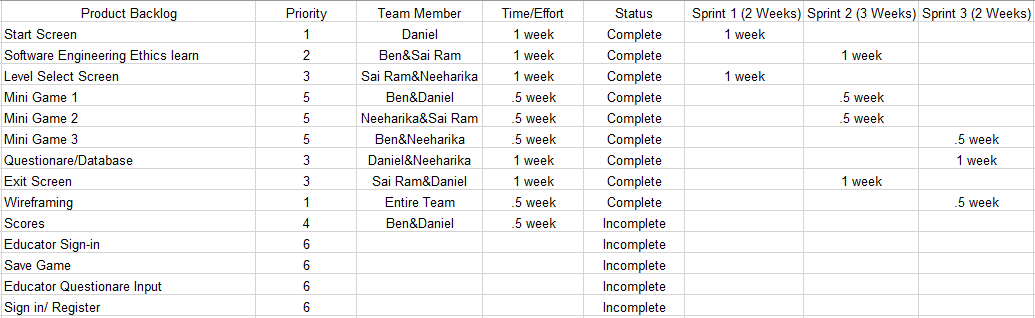 Product Backlog Priority Team Member Time/Effort Status Sprint 1 (2 Weeks) Sprint 2 (3 Weeks) Sprint 3 (2 Weeks)
Start Screen 1 Daniel 1 week Complete 1 week
Software Engineering Ethics learn 2 Ben&Sai Ram 1 week Complete 1 week
Level Select Screen 3 Sai Ram&Neeharika 1 week Complete 1 week
Mini Game 1 5 Ben&Daniel .5 week Complete .5 week
Mini Game 2 5 Neeharika&Sai Ram .5 week Complete .5 week
Mini Game 3 5 Ben&Neeharika .5 week Complete .5 week
Questionare/Database 3 Daniel&Neeharika 1 week Complete 1 week
Exit Screen 3 Sai Ram&Daniel 1 week Complete 1 week
Wireframing 1 Entire Team .5 week Complete .5 week
Scores 4 Ben&Daniel .5 week Incomplete
Educator Sign-in 6 Incomplete
Save Game 6 Incomplete
Educator Questionare Input 6 Incomplete
Sign in/ Register 6 Incomplete